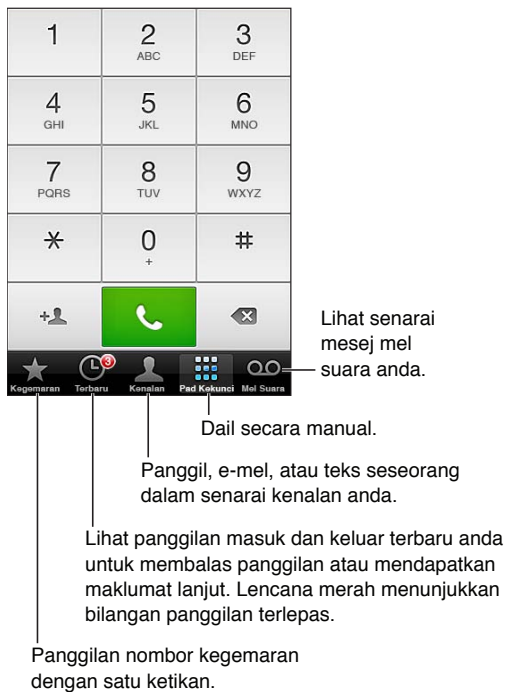 1 2 3
ABC DEF
4 5 6
GHI JKL MNO
7 8 9
PQRS TUV WXYZ
* 0 #
+
+
3
Kegemaran Terbaru Kenalan Pad Kekunci Mel Suara
Lihat senarai
mesej mel
suara anda.
Dail secara manual.
Panggil, e-mel, atau teks seseorang
dalam senarai kenalan anda.
Lihat panggilan masuk dan keluar terbaru anda
untuk membalas panggilan atau mendapatkan
maklumat lanjut. Lencana merah menunjukkan
bilangan panggilan terlepas.
Panggilan nombor kegemaran
dengan satu ketikan.